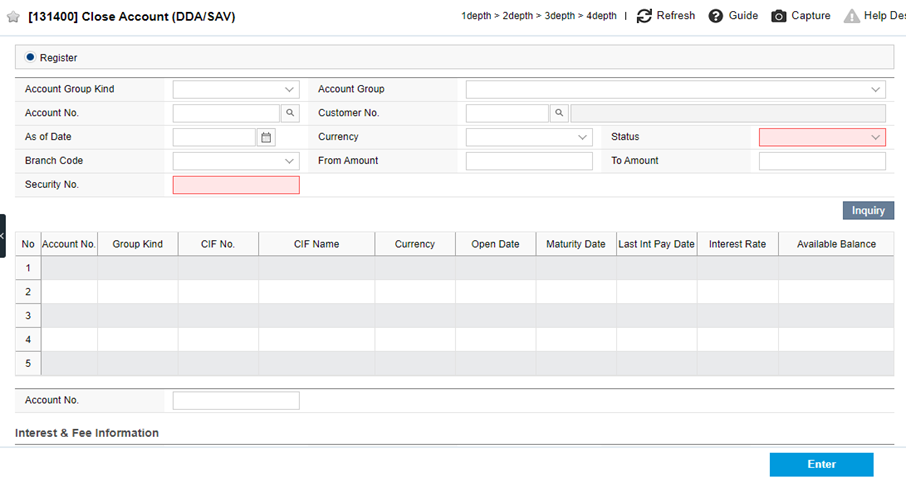 [131400] Close Account (DDA/SAV) 1depth > 2depth > 3depth > 4depth | Refresh Guide Capture Help Des
Register
Account Group Kind Account Group
Account No. Customer No.
As of Date Currency Status
Branch Code From Amount To Amount
Security No.
Inquiry
No Account No. Group Kind CIF No. CIF Name Currency Open Date Maturity Date Last Int Pay Date Interest Rate Available Balance
1
2
3
4
5
Account No.
Interest & Fee Information
Enter